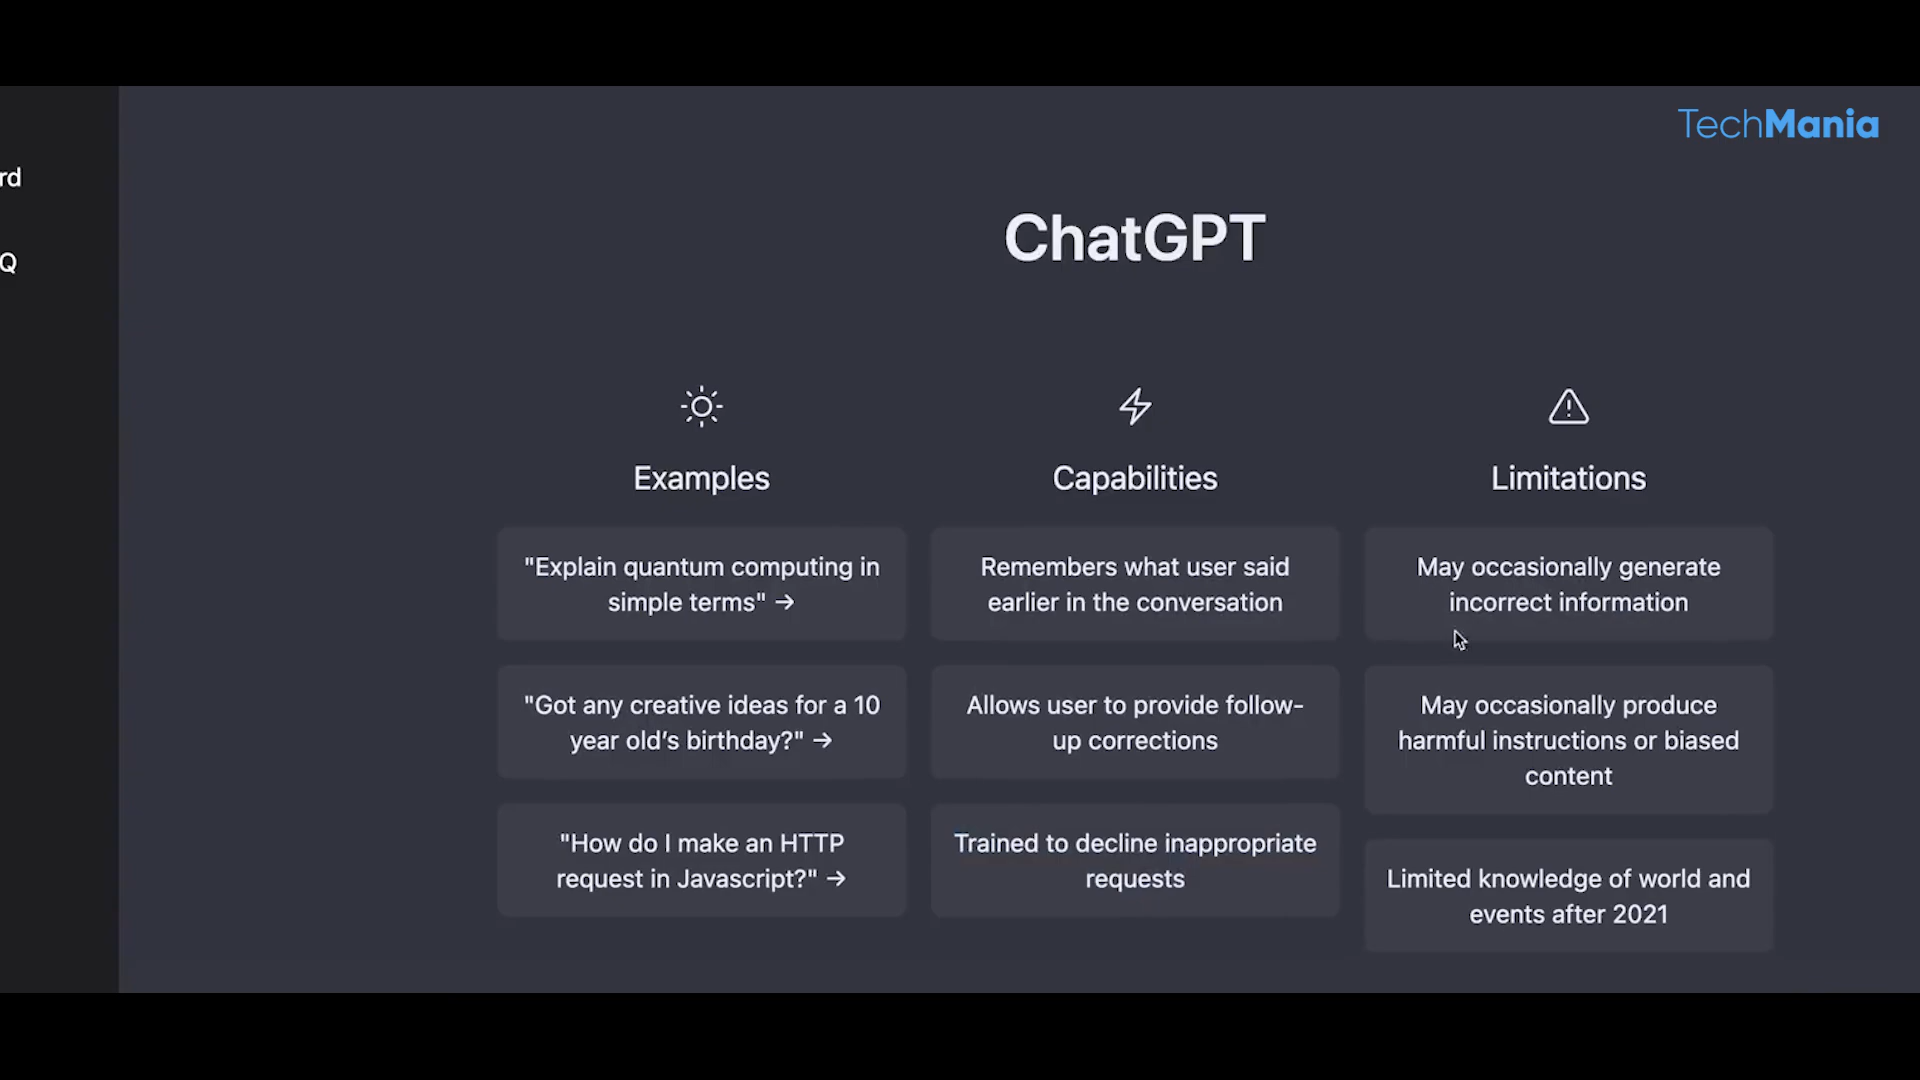 TechMania
rd
Q
ChatGPT
Examples
"Explain quantum computing in
simple terms" →
"Got any creative ideas for a 10
year old’s birthday?" →
"How do I make an HTTP
request in Javascript?" →
Capabilities
Remembers what user said
earlier in the conversation
Allows user to provide follow-
up corrections
Trained to decline inappropriate
requests
Limitations
May occasionally generate
incorrect information
May occasionally produce
harmful instructions or biased
content
Limited knowledge of world and
events after 2021